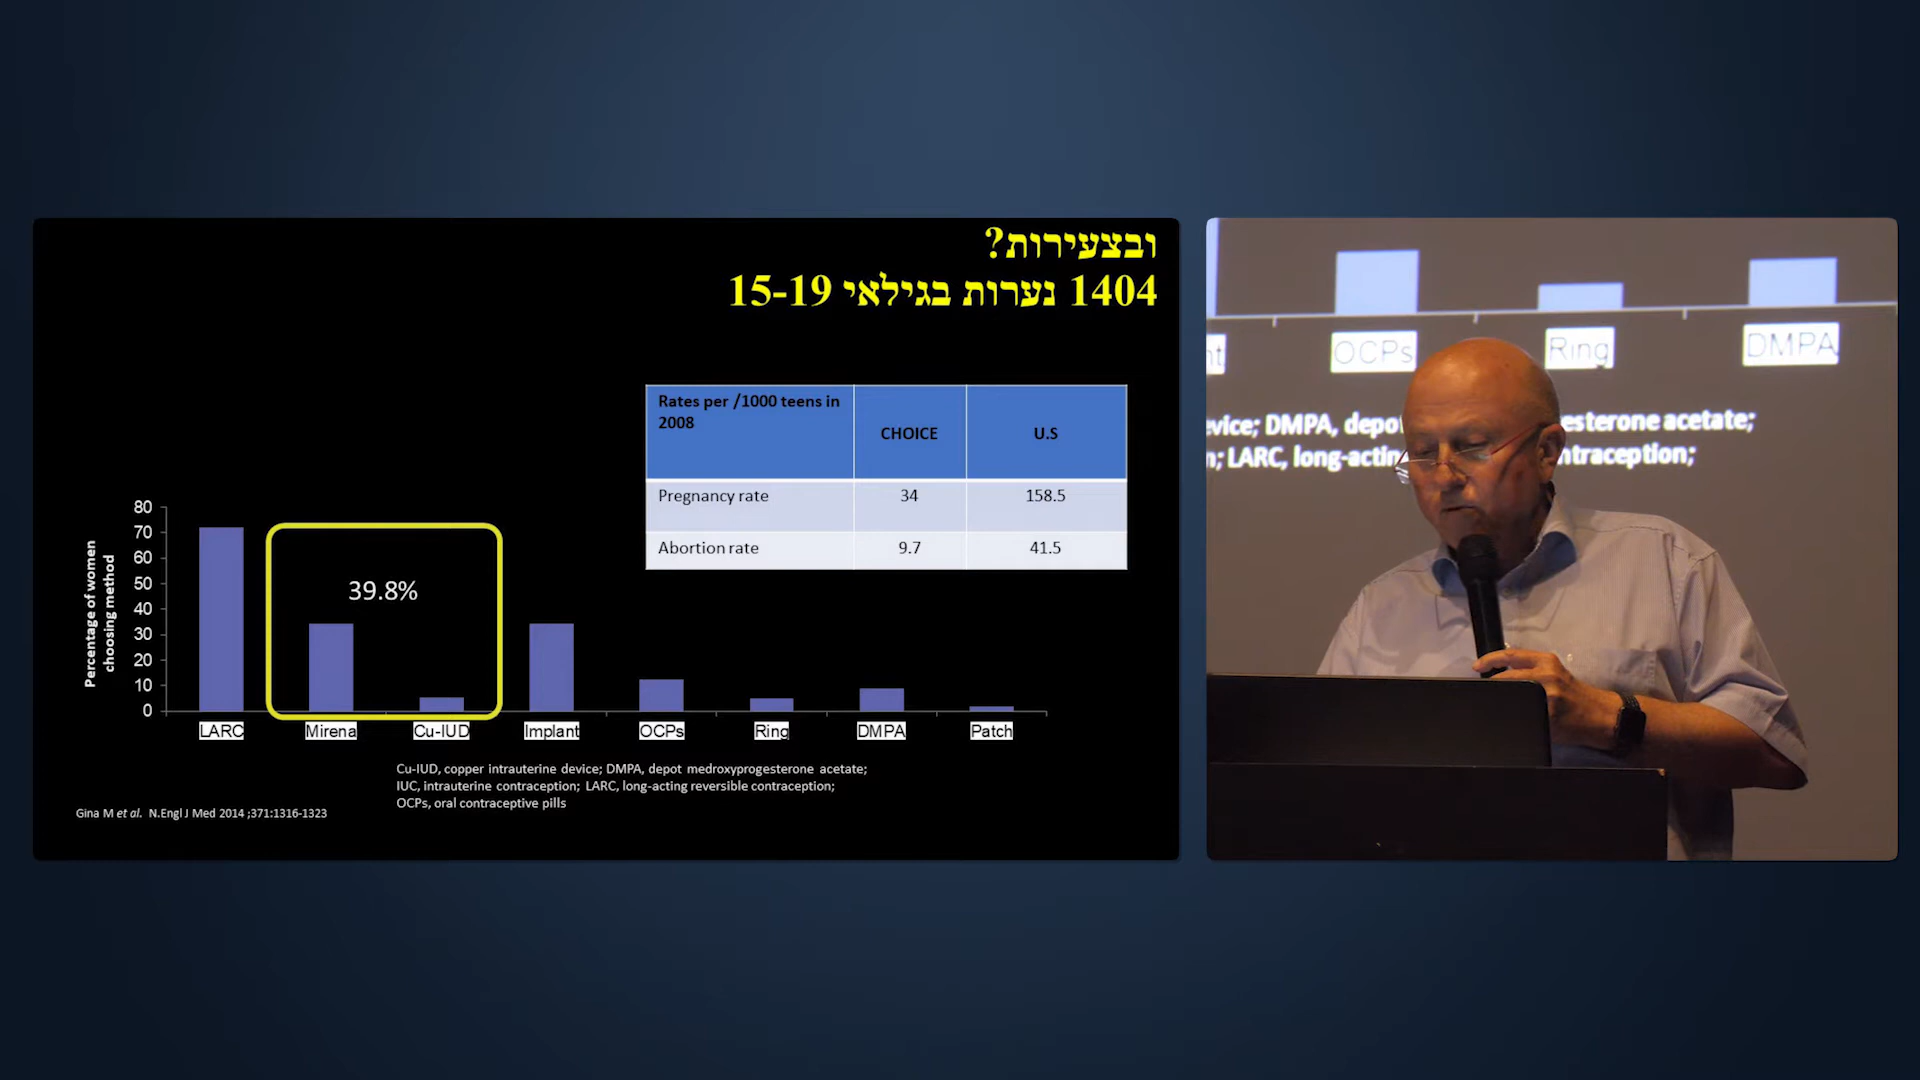 ובצעירות?
1404 נערות בגילאי 15-19
Rates per /1000 teens in
2008
CHOICE
U.S
Pregnancy rate
34
158.5
Abortion rate
9.7
41.5
Percentage of women
choosing method
80
70
60
50
40
30
20
10
0
39.8%
LARC
Mirena
Cu-IUD
Implant
OCPs
Ring
DMPA
Patch
Cu-IUD, copper intrauterine device; DMPA, depot medroxyprogesterone acetate;
IUC, intrauterine contraception; LARC, long-acting reversible contraception;
OCPs, oral contraceptive pills
Gina M et al. N.Engl J Med 2014 ;371:1316-1323
OCPs
Ring
DMPA
DMPA, depo
esterone acetate;
LARC, long-actin
ntraception;